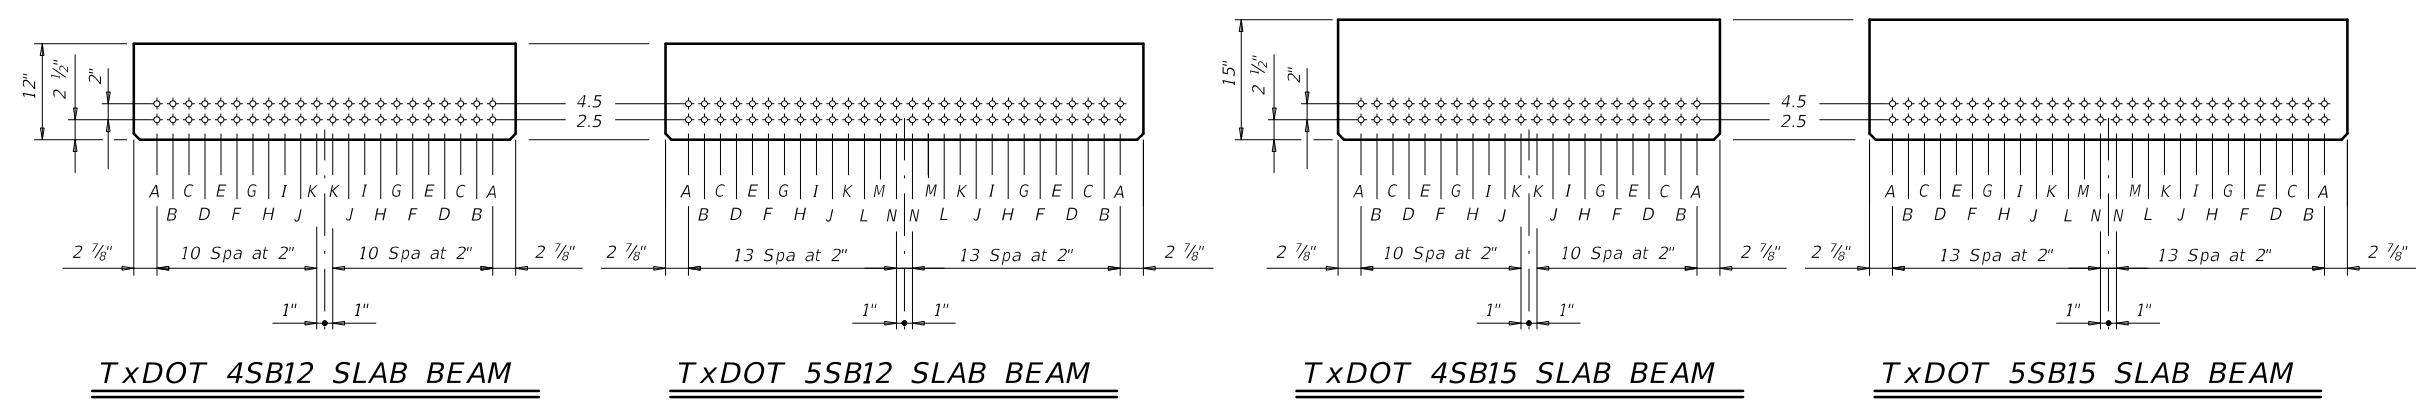 12" 2 ½" 2" 4.5 15" 2 ½" 2" 4.5
2.5 2.5
A C E G I K K I G E C A A C E G I K M M K I G E C A A C E G I K K I G E C A A C E G I K M M K I G E C A
B D F H J J H F D B B D F H J L N N L J H F D B B D F H J J H F D B B D F H J L N N L J H F D B
2 ⅞" 10 Spa at 2" 10 Spa at 2" 2 ⅞" 2 ⅞" 13 Spa at 2" 13 Spa at 2" 2 ⅞" 2 ⅞" 10 Spa at 2" 10 Spa at 2" 2 ⅞" 2 ⅞" 13 Spa at 2" 13 Spa at 2" 2 ⅞"
1" 1" 1" 1" 1" 1" 1" 1"
TxDOT 4SB12 SLAB BEAM TxDOT 5SB12 SLAB BEAM TxDOT 4SB15 SLAB BEAM TxDOT 5SB15 SLAB BEAM